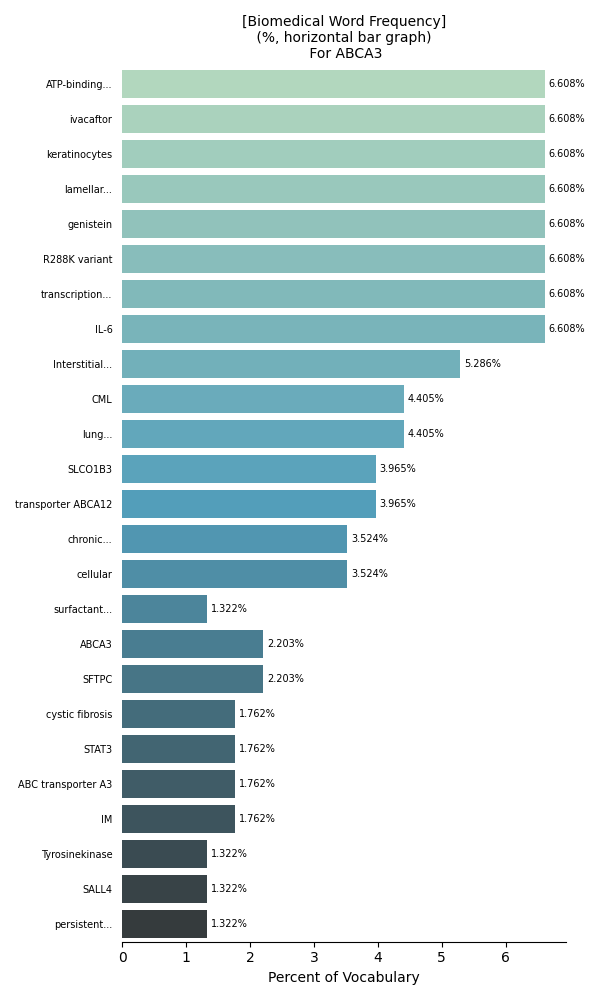 [Biomedical Word Frequency]
(%, horizontal bar graph)
For ABCA3
ATP-binding... 6.608%
ivacaftor 6.608%
keratinocytes 6.608%
lamellar... 6.608%
genistein 6.608%
R288K variant 6.608%
transcription... 6.608%
IL-6 6.608%
Interstitial... 5.286%
CML 4.405%
lung... 4.405%
SLCO1B3 3.965%
transporter ABCA12 3.965%
chronic... 3.524%
cellular 3.524%
surfactant... 1.322%
ABCA3 2.203%
SFTPC 2.203%
cystic fibrosis 1.762%
STAT3 1.762%
ABC transporter A3 1.762%
IM 1.762%
Tyrosinekinase 1.322%
SALL4 1.322%
persistent... 1.322%
0 1 2 3 4 5 6
Percent of Vocabulary